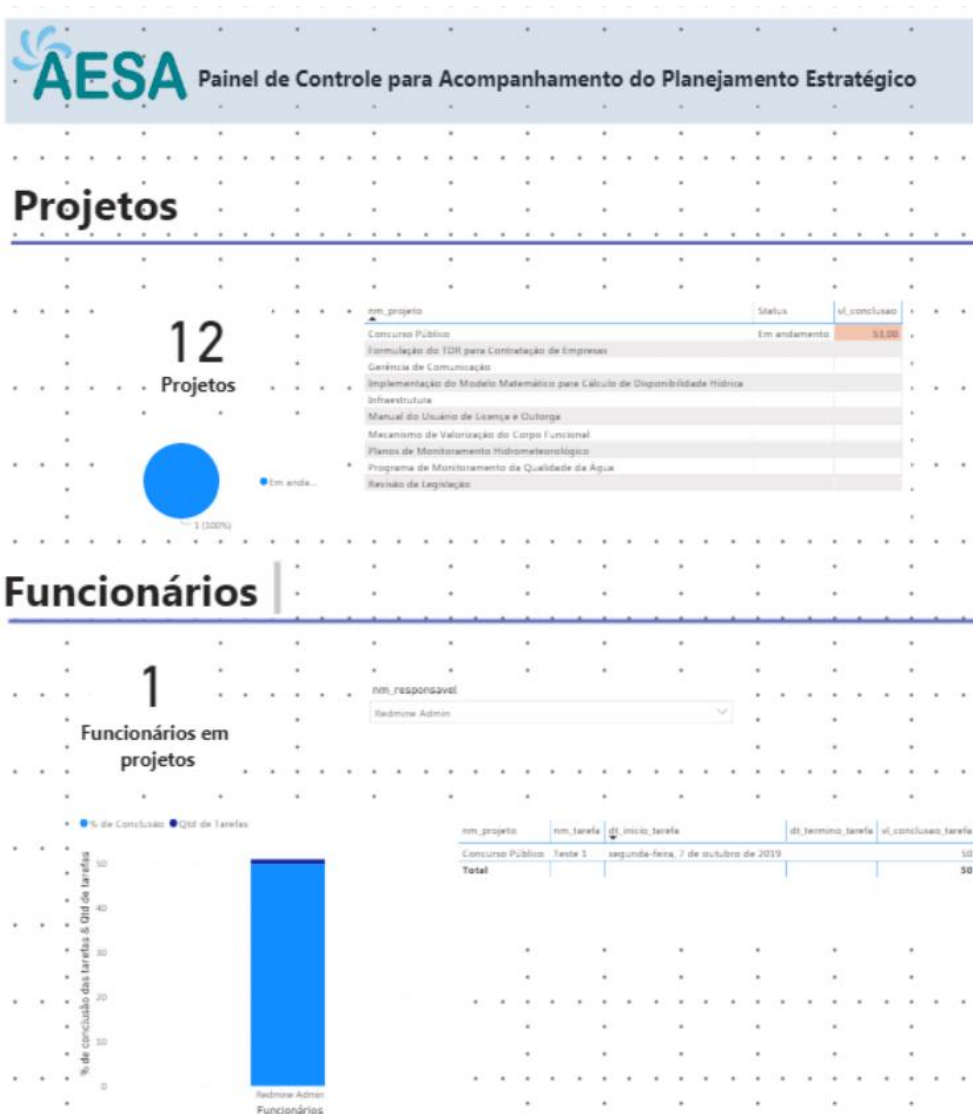 AESA Painel de Controle para Acompanhamento do Planejamento Estratégico
Projetos
12
Projetos
Em anda...
1 (100%)
nm_projeto Status vl_conclusao
Concurso Público Em andamento 53,00
Formulação do TDR para Contratação de Empresas
Gerência de Comunicação
Implementação do Modelo Matemático para Cálculo de Disponibilidade Hídrica
Infraestrutura
Manual do Usuário de Licença e Outorga
Mecanismo de Valorização do Corpo Funcional
Planos de Monitoramento Hidrometeorológico
Programa de Monitoramento da Qualidade da Água
Revisão da Legislação
Funcionários
1
Funcionários em
projetos
nm_responsavel
Redmine Admin
% de Conclusão Qtd de Tarefas
% de conclusão das tarefas & Qtd de tarefas
50
40
30
20
10
0
Redmine Admin
Funcionários
nm_projeto nm_tarefa dt_inicio_tarefa dt_termino_tarefa vl_conclusao_tarefa
Concurso Público Teste 1 segunda-feira, 7 de outubro de 2019 50
Total 50